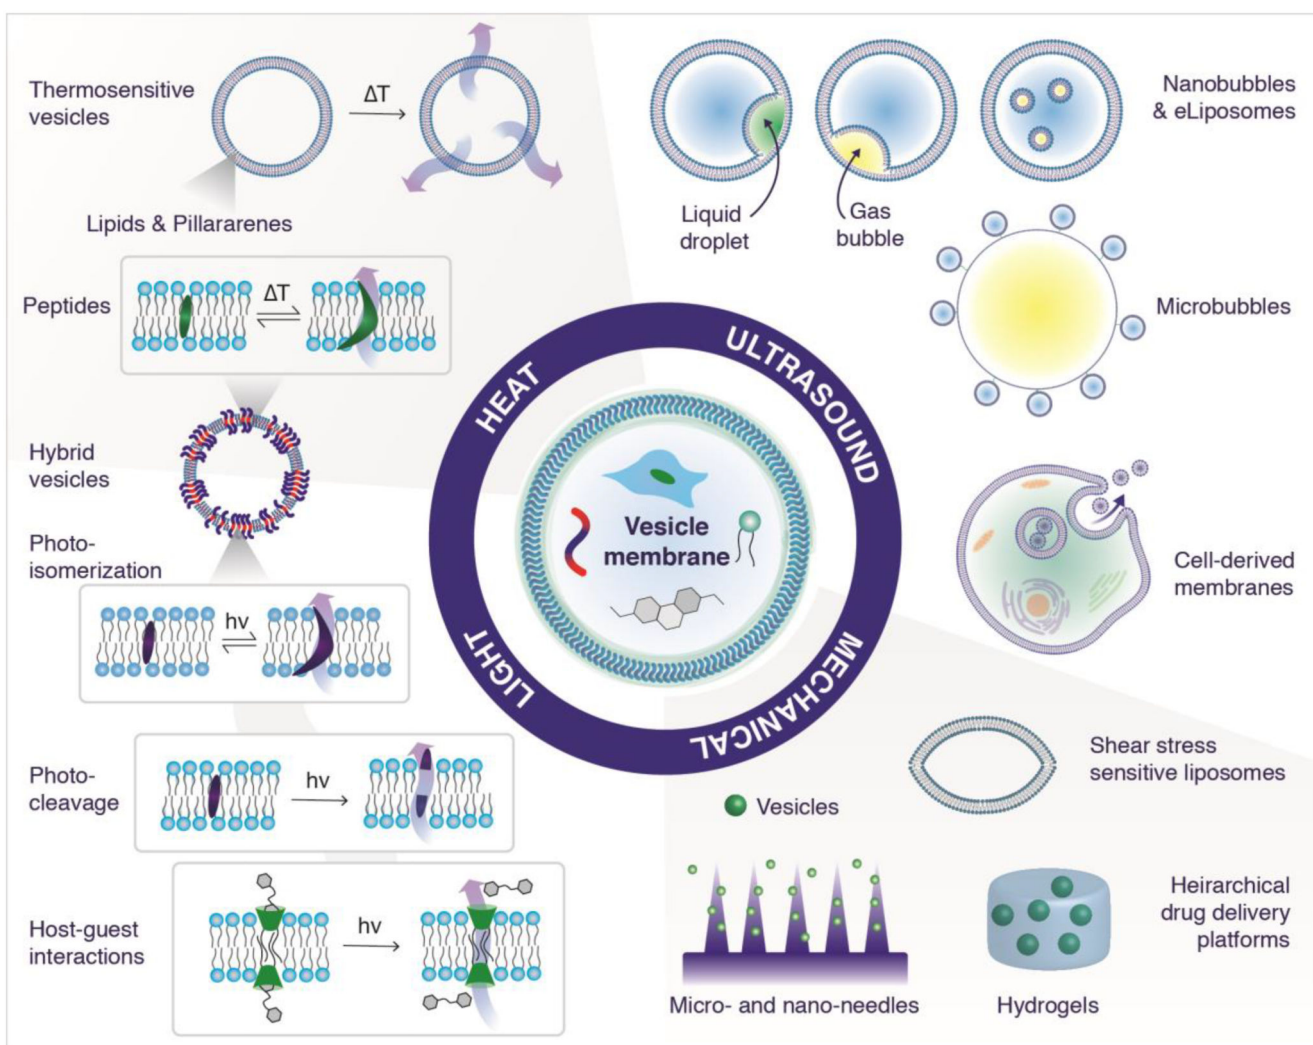 Thermosensitive
vesicles
ΔT
Lipids & Pillararenes
Peptides
ΔT
Hybrid
vesicles
Photo-
isomerization
hν
Photo-
cleavage
hν
Host-guest
interactions
hν
HEAT
ULTRASOUND
LIGHT
MECHANICAL
Vesicle
membrane
Nanobubbles
& eLiposomes
Liquid
droplet
Gas
bubble
Microbubbles
Cell-derived
membranes
Shear stress
sensitive liposomes
Vesicles
Heirarchical
drug delivery
platforms
Micro- and nano-needles
Hydrogels